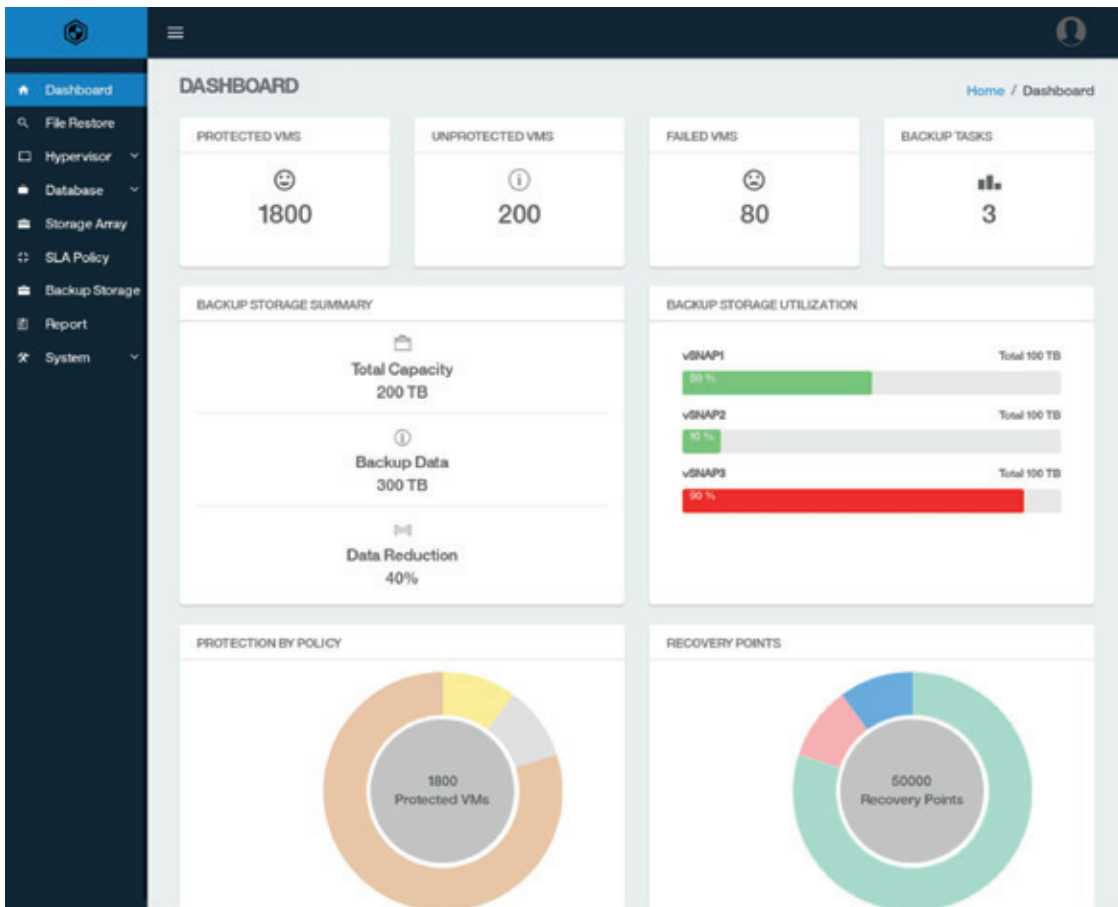 DASHBOARD
Home / Dashboard
Dashboard
File Restore
Hypervisor
Database
Storage Array
SLA Policy
Backup Storage
Report
System
PROTECTED VMS
1800
UNPROTECTED VMS
200
FAILED VMS
80
BACKUP TASKS
3
BACKUP STORAGE SUMMARY
Total Capacity
200 TB
Backup Data
300 TB
Data Reduction
40%
BACKUP STORAGE UTILIZATION
vSNAP1 Total 100 TB
50 %
vSNAP2 Total 100 TB
10 %
vSNAP3 Total 100 TB
90 %
PROTECTION BY POLICY
1800
Protected VMs
RECOVERY POINTS
50000
Recovery Points